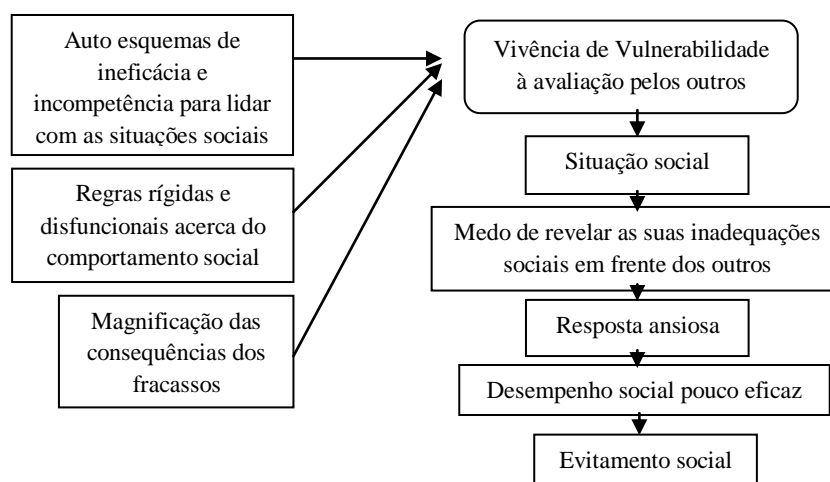 Auto esquemas de
ineficácia e
incompetência para lidar
com as situações sociais
Regras rígidas e
disfuncionais acerca do
comportamento social
Magnificação das
consequências dos
fracassos
Vivência de Vulnerabilidade
à avaliação pelos outros
Situação social
Medo de revelar as suas inadequações
sociais em frente dos outros
Resposta ansiosa
Desempenho social pouco eficaz
Evitamento social